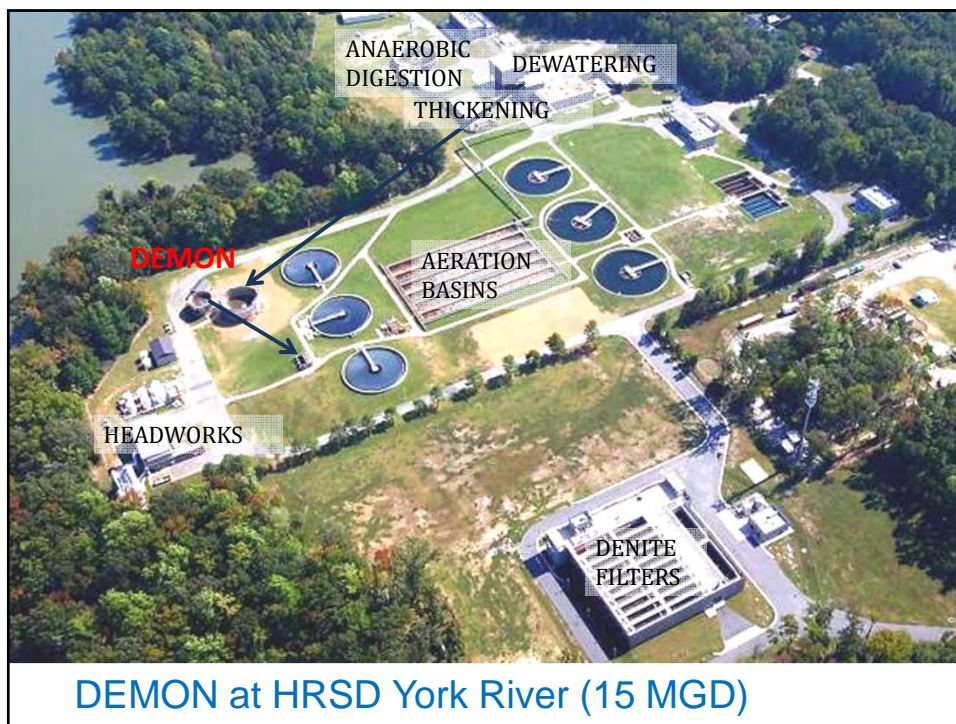 ANAEROBIC
DIGESTION
DEWATERING
THICKENING
DEMON
AERATION
BASINS
HEADWORKS
DENITE
FILTERS
DEMON at HRSD York River (15 MGD)